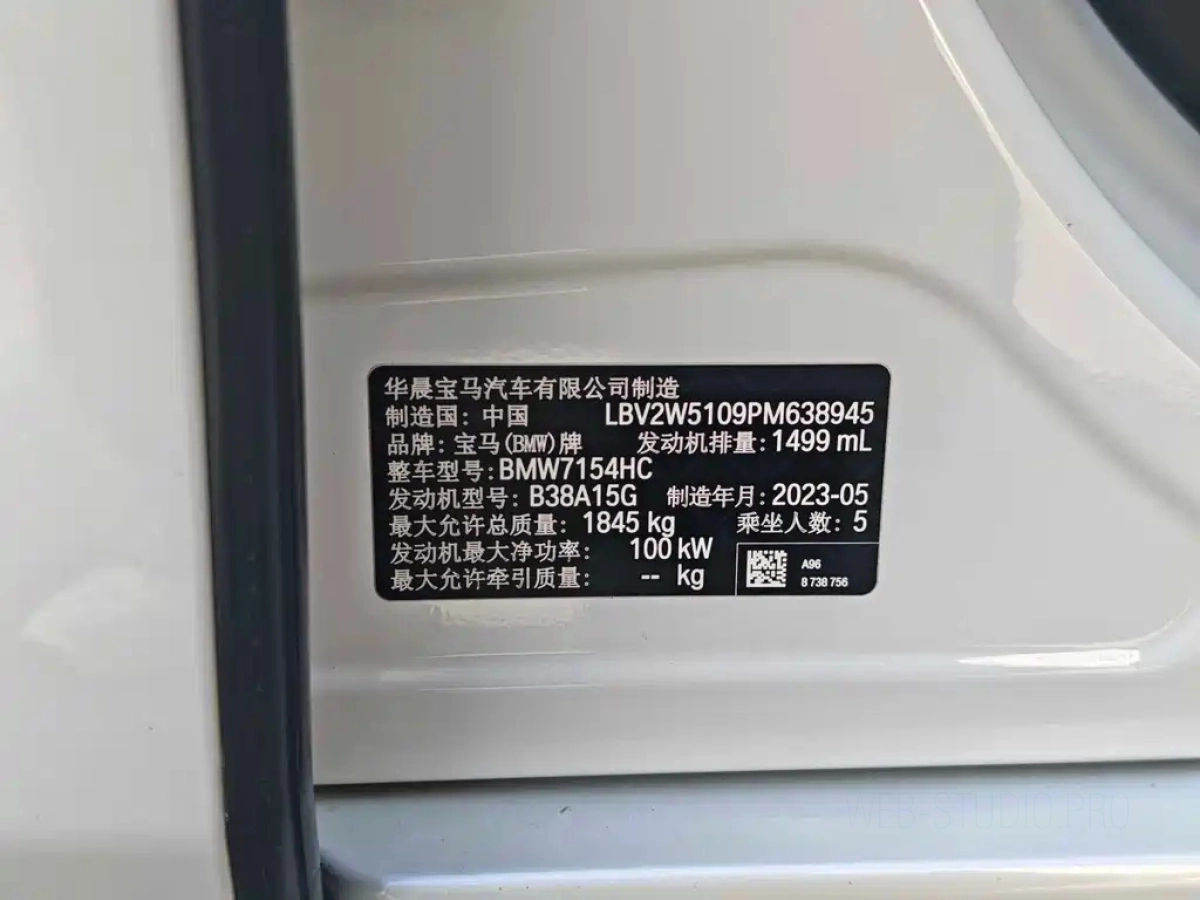 华晨宝马汽车有限公司制造
制造国: 中国 LBV2W5109PM638945
品牌: 宝马(BMW)牌 发动机排量: 1499 mL
整车型号: BMW7154HC
发动机型号: B38A15G 制造年月: 2023-05
最大允许总质量: 1845 kg 乘坐人数: 5
发动机最大净功率: 100 kW
最大允许牵引质量: -- kg
A96
8 738 756
WEB-STUDIO.PRO